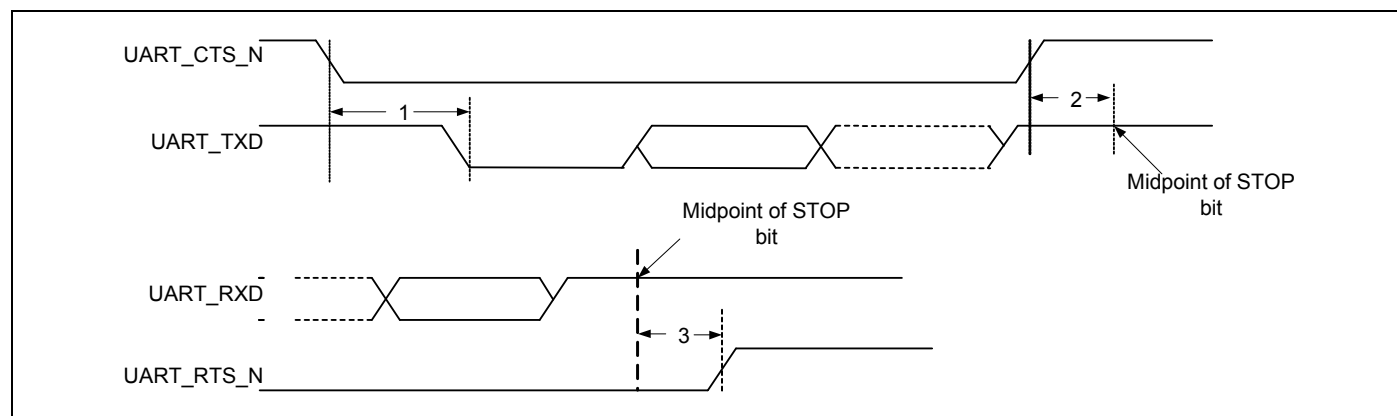 UART_CTS_N
1
2
UART_TXD
Midpoint of STOP
bit
Midpoint of STOP
bit
UART_RXD
3
UART_RTS_N